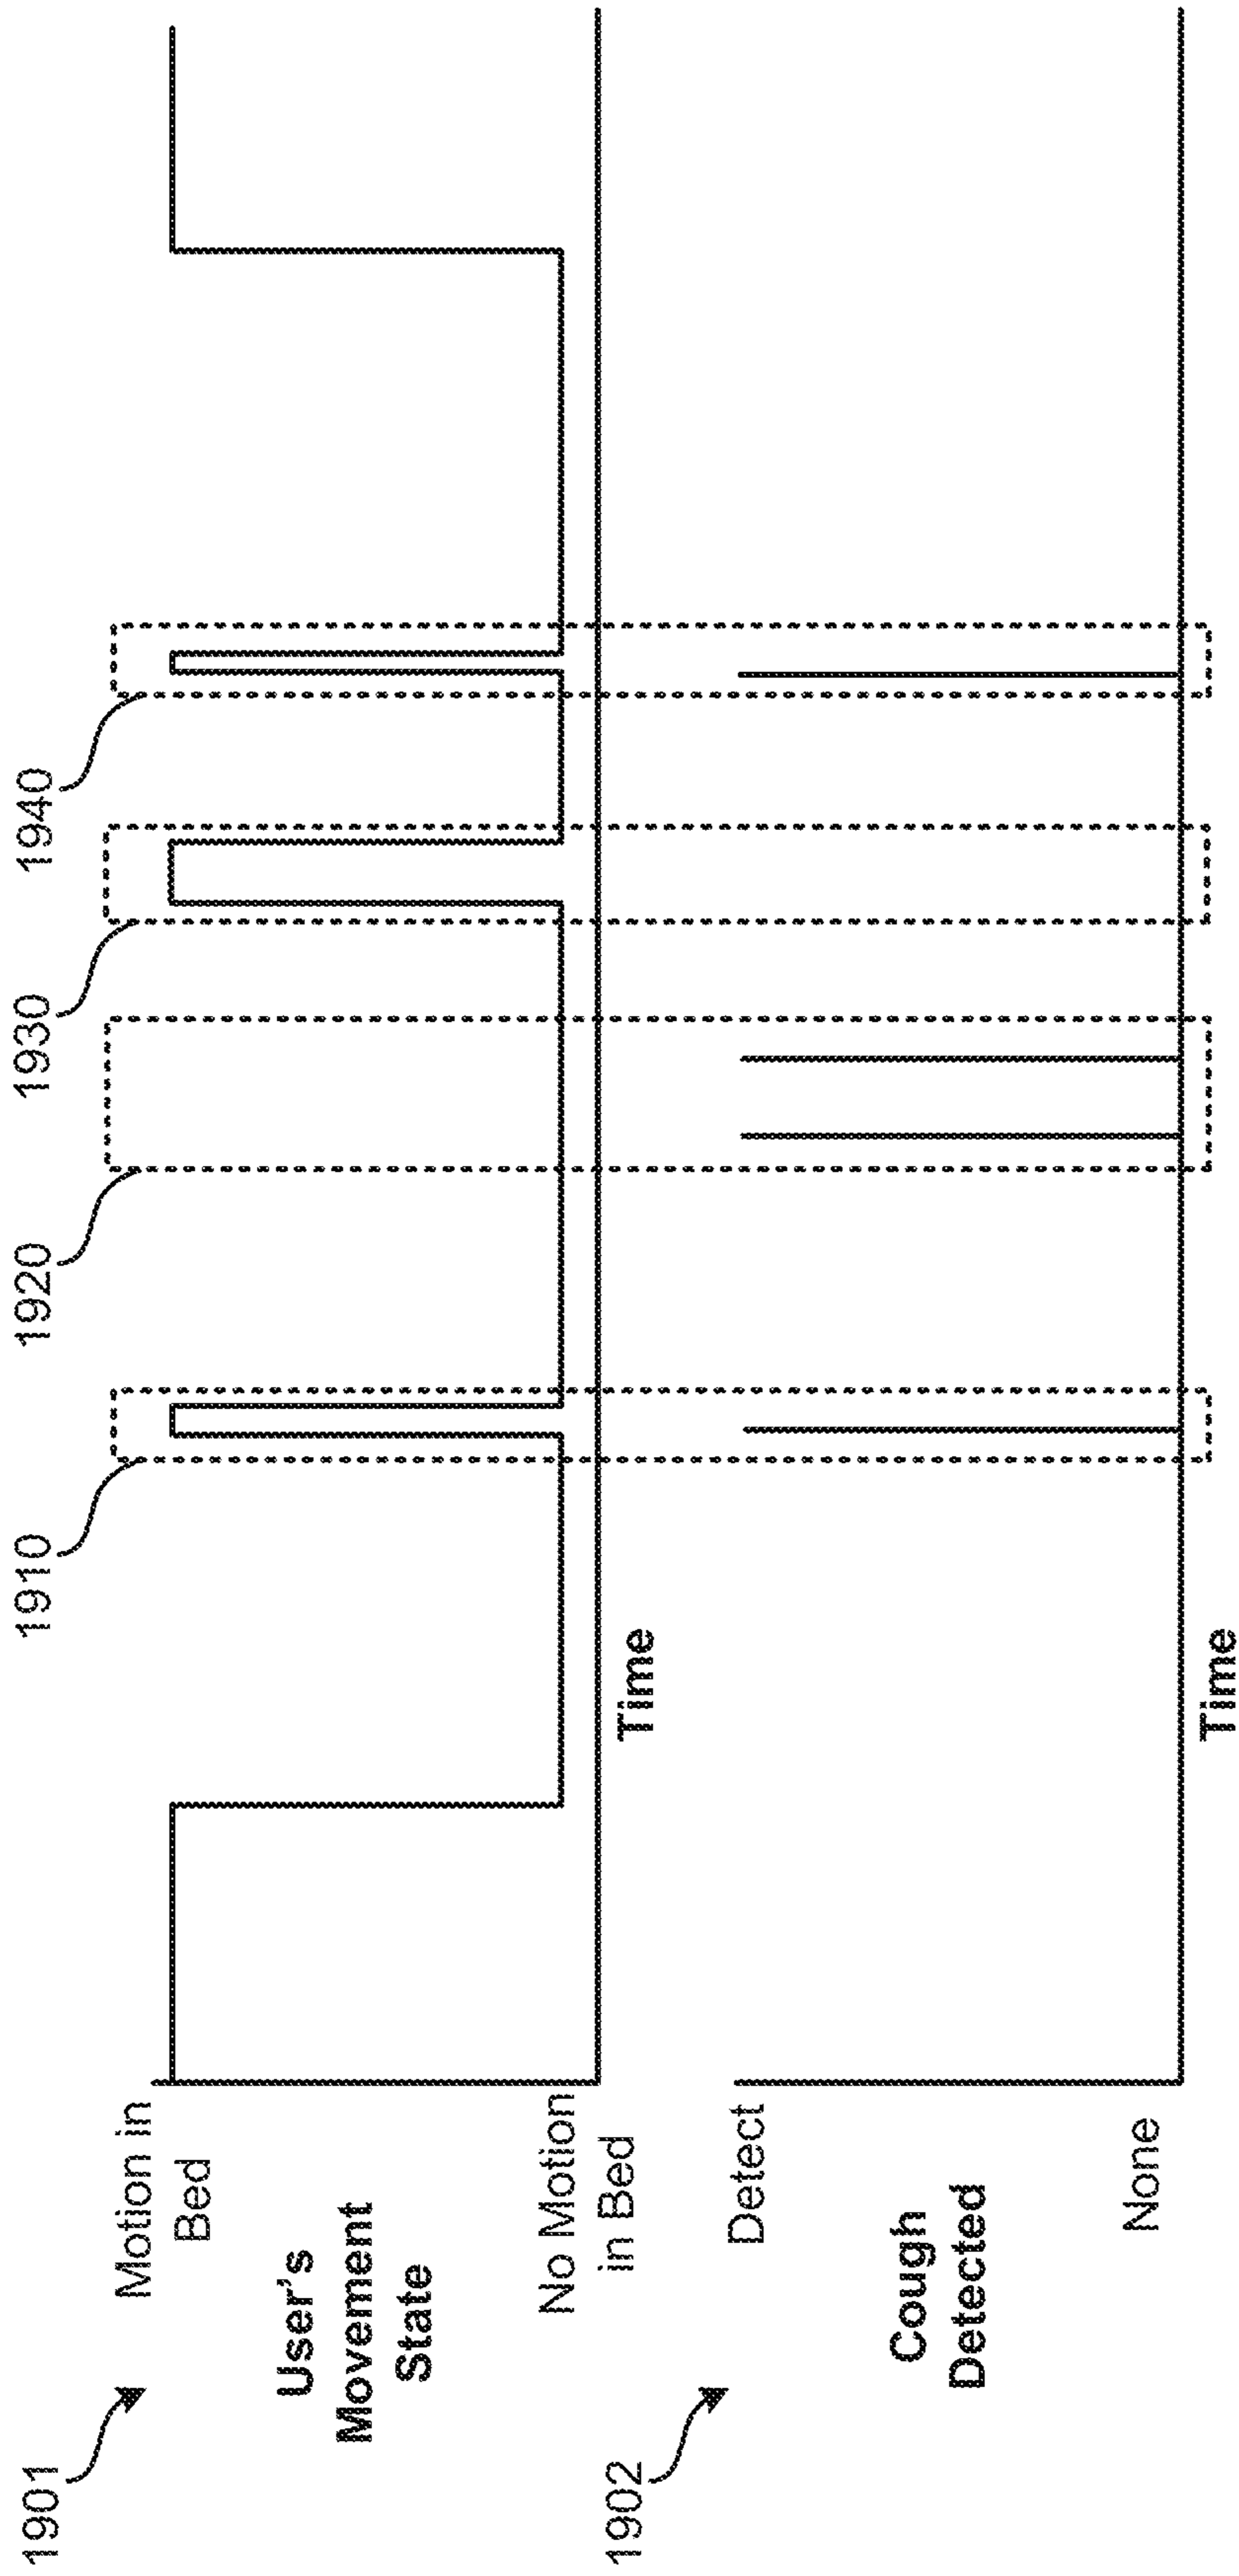 1901
Motion in
Bed
User's
Movement
State
No Motion
in Bed
1910
1920
1930
1940
Time
1902
Detect
Cough
Detected
None
Time